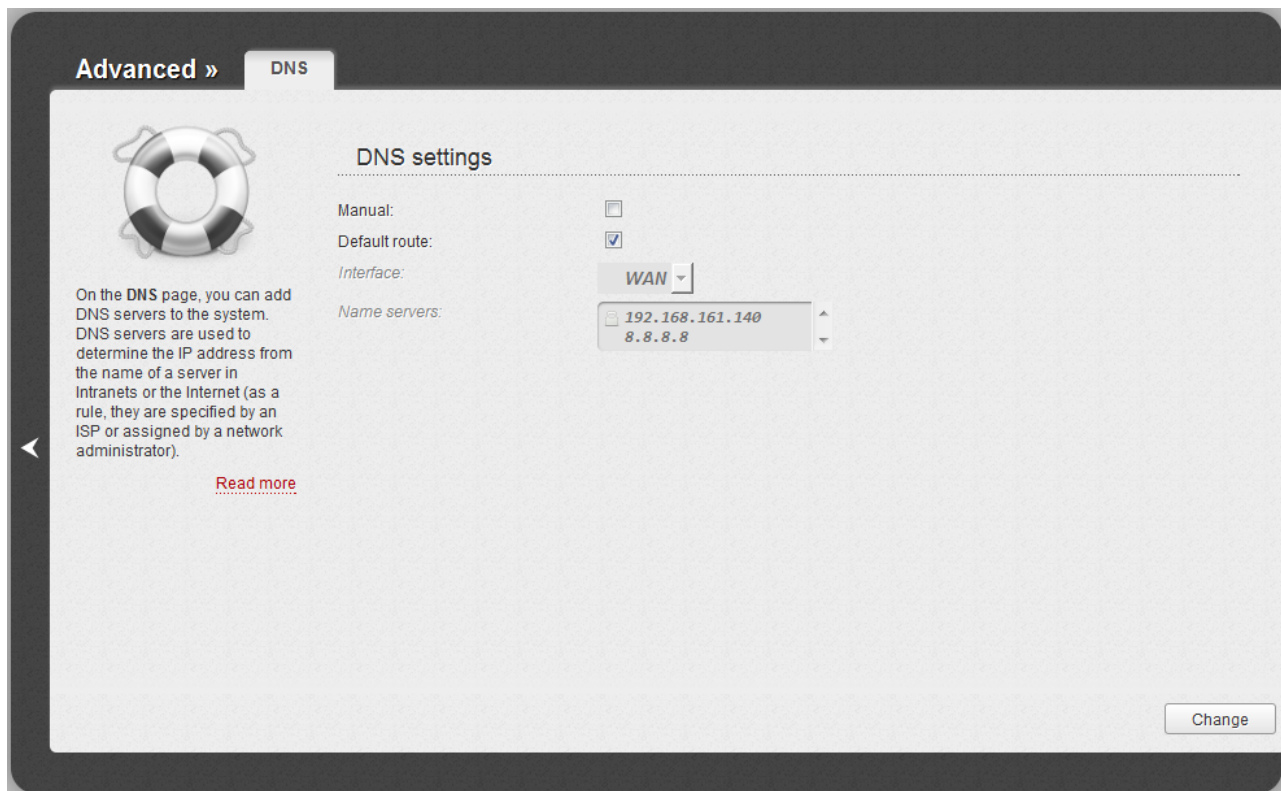 Advanced »
DNS
DNS settings
Manual:
Default route:
Interface:
WAN
Name servers:
192.168.161.140
8.8.8.8
On the DNS page, you can add
DNS servers to the system.
DNS servers are used to
determine the IP address from
the name of a server in
Intranets or the Internet (as a
rule, they are specified by an
ISP or assigned by a network
administrator).
Read more
Change